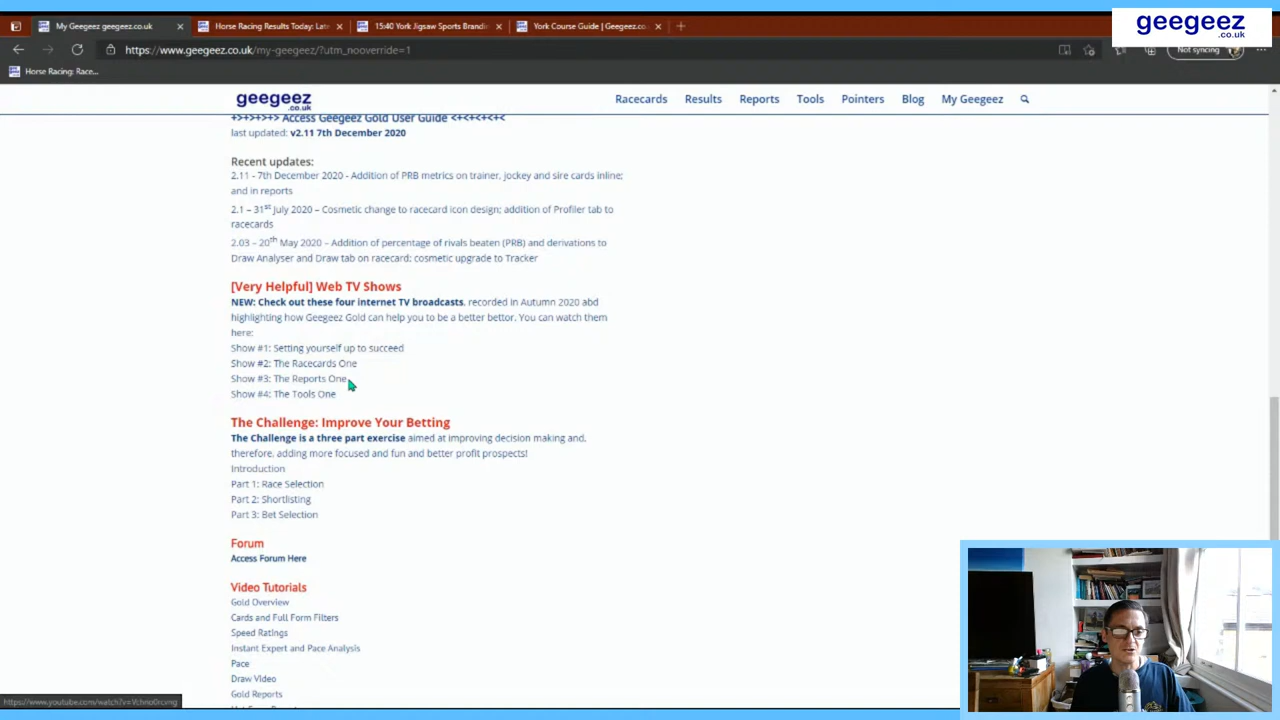 My Geegeez geegeez.co.uk
Horse Racing Results Today: Late
15:40 York Jigsaw Sports Brandin
York Course Guide | Geegeez.co
geegeez
.co.uk
https://www.geegeez.co.uk/my-geegeez/?utm_nooverride=1
Not syncing
Horse Racing: Race...
geegeez
.co.uk
Racecards
Results
Reports
Tools
Pointers
Blog
My Geegeez
+>+>+>+> Access Geegeez Gold User Guide <+<+<+<+<
last updated: v2.11 7th December 2020
Recent updates:
2.11 - 7th December 2020 - Addition of PRB metrics on trainer, jockey and sire cards inline;
and in reports
2.1 – 31st July 2020 – Cosmetic change to racecard icon design; addition of Profiler tab to
racecards
2.03 – 20th May 2020 – Addition of percentage of rivals beaten (PRB) and derivations to
Draw Analyser and Draw tab on racecard; cosmetic upgrade to Tracker
[Very Helpful] Web TV Shows
NEW: Check out these four internet TV broadcasts, recorded in Autumn 2020 abd
highlighting how Geegeez Gold can help you to be a better bettor. You can watch them
here:
Show #1: Setting yourself up to succeed
Show #2: The Racecards One
Show #3: The Reports One
Show #4: The Tools One
The Challenge: Improve Your Betting
The Challenge is a three part exercise aimed at improving decision making and,
therefore, adding more focused and fun and better profit prospects!
Introduction
Part 1: Race Selection
Part 2: Shortlisting
Part 3: Bet Selection
Forum
Access Forum Here
Video Tutorials
Gold Overview
Cards and Full Form Filters
Speed Ratings
Instant Expert and Pace Analysis
Pace
Draw Video
Gold Reports